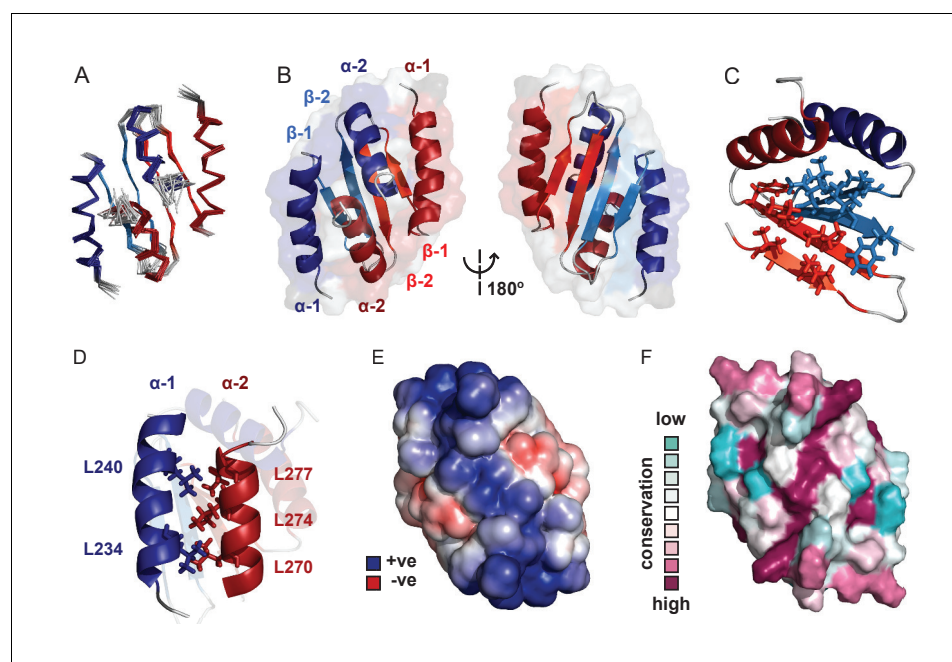 A
B
α-2
α-1
β-2
β-1
β-1
β-2
α-1
α-2
180º
C
D
α-1
α-2
L240
L277
L274
L234
L270
E
+ve
-ve
F
low
conservation
high